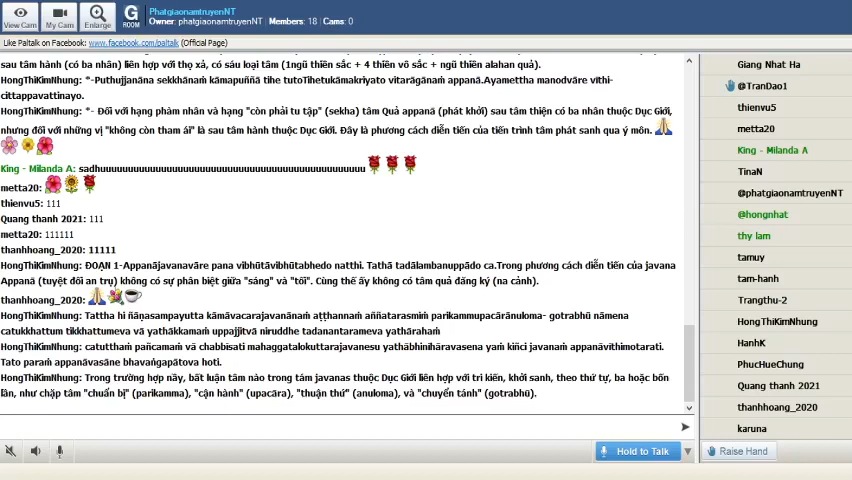 PhatgiaonamtruyenNT
Owner: phatgiaonamtruyenNT | Members: 18 | Cams: 0
View Cam
My Cam
Enlarge
G
ROOM
Like Paltalk on Facebook: www.facebook.com/paltalk (Official Page)
sau tâm hành (có ba nhân) liên hợp với thọ xả, có sáu loại tâm (1ngũ thiền sắc + 4 thiền vô sắc + ngũ thiền alahan quả).
HongThiKimNhung: *-Puthujjanāna sekkhānaṁ kāmapuññā tihe tutoTihetukāmakriyato vitarāgānaṁ appanā.Ayamettha manodvāre vithi-
cittappavattinayo.
HongThiKimNhung: *- Đối với hạng phàm nhân và hạng "còn phải tu tập" (sekha) tâm Quả appanā (phát khởi) sau tâm thiện có ba nhân thuộc Dục Giới,
nhưng đối với những vị "không còn tham ái" là sau tâm hành thuộc Dục Giới. Đây là phương cách diễn tiến của tiến trình tâm phát sanh qua ý môn.
King - Milanda A: sadhuuuuuuuuuuuuuuuuuuuuuuuuuuuuuuuuuuuuuuuuuuuu
metta20:
thienvu5: 111
Quang thanh 2021: 111
metta20: 111111
thanhhoang_2020: 11111
HongThiKimNhung: ĐOẠN 1-Appanājavanavāre pana vibhūtāvibhūtabhedo natthi. Tathā tadālambanuppādo ca.Trong phương cách diễn tiến của javana
Appanā (tuyệt đối an trụ) không có sự phân biệt giữa "sáng" và "tối". Cùng thế ấy không có tâm quả đăng ký (na cảnh).
thanhhoang_2020:
HongThiKimNhung: Tattha hi ñāṇasampayutta kāmāvacarajavanānaṁ aṭṭhannaṁ aññatarasmiṁ parikammupacārānuloma- gotrabhū nāmena
catukkhattum tikkhattumeva vā yathākkamaṁ uppajjitvā niruddhe tadanantarameva yathārahaṁ
HongThiKimNhung: catutthaṁ pañcamaṁ vā chabbisati mahaggatalokuttarajavanesu yathābhinihāravasena yaṁ kiñci javanaṁ appanāvithimotarati.
Tato paraṁ appanāvasāne bhavaṅgapātova hoti.
HongThiKimNhung: Trong trường hợp nầy, bất luận tâm nào trong tám javanas thuộc Dục Giới liên hợp với tri kiến, khởi sanh, theo thứ tự, ba hoặc bốn
lần, như chặp tâm "chuẩn bị" (parikamma), "cận hành" (upacāra), "thuận thứ" (anuloma), và "chuyển tánh" (gotrabhū).
Giang Nhat Ha
@TranDao1
thienvu5
metta20
King - Milanda A
TinaN
@phatgiaonamtruyenNT
@hongnhat
thy lam
tamuy
tam-hanh
Trangthu-2
HongThiKimNhung
HanhK
PhucHueChung
Quang thanh 2021
thanhhoang_2020
karuna
Hold to Talk
Raise Hand